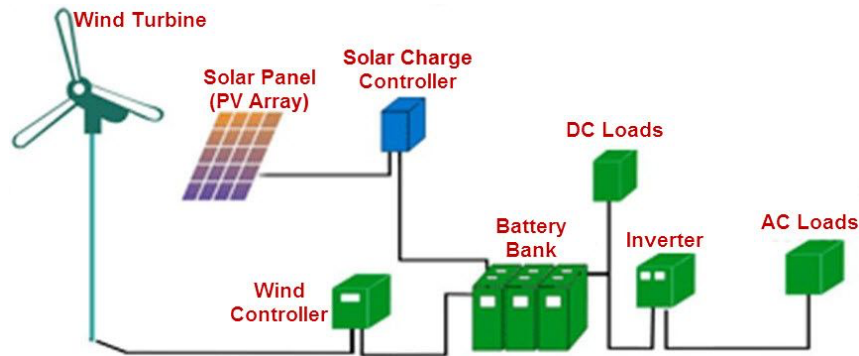 Wind Turbine
Solar Panel
(PV Array)
Solar Charge
Controller
DC Loads
Battery
Bank
Inverter
AC Loads
Wind
Controller